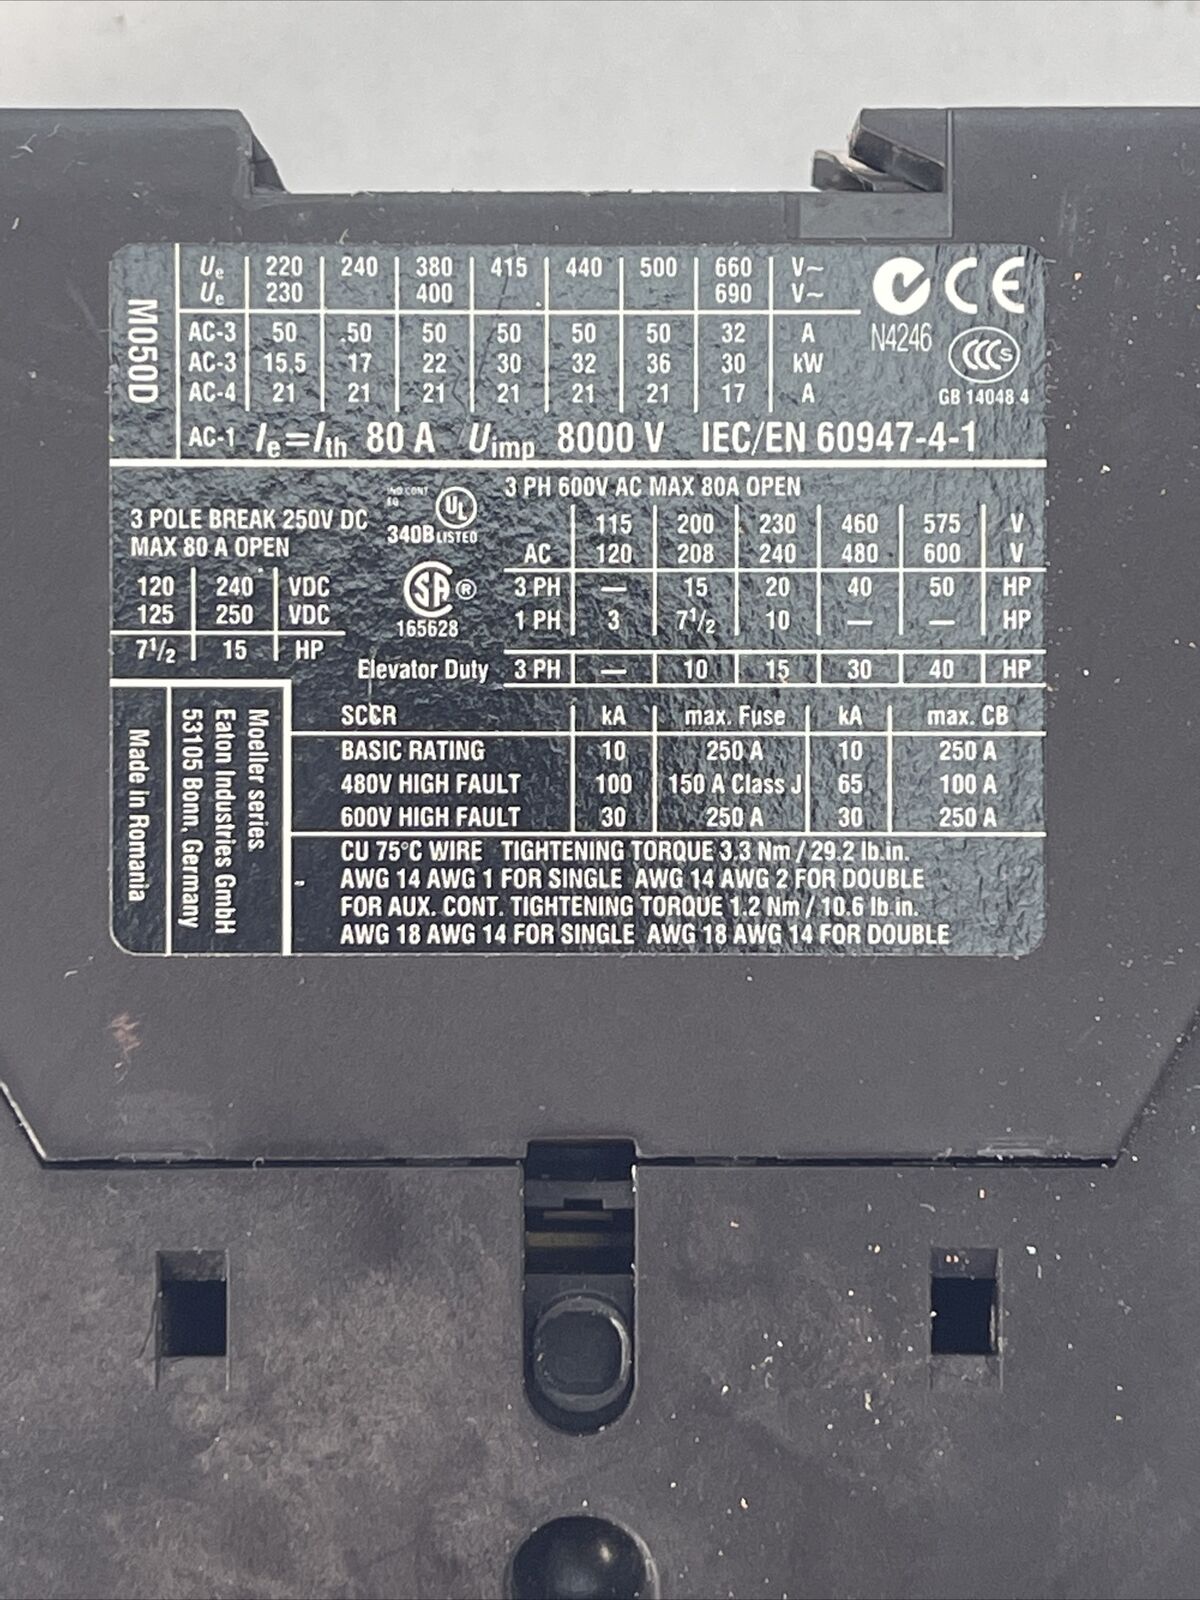 M050D
Ue 220 240 380 415 440 500 660 V~
Ue 230 400 690 V~
AC-3 50 50 50 50 50 50 32 A
AC-3 15.5 17 22 30 32 36 30 kW
AC-4 21 21 21 21 21 21 17 A
AC-1 Ie=Ith 80 A Uimp 8000 V IEC/EN 60947-4-1
CE
N4246
CCC S
GB 14048.4
3 POLE BREAK 250V DC
MAX 80 A OPEN
120 240 VDC
125 250 VDC
7 1/2 15 HP
IND.CONT
EQ.
UL
340B LISTED
SA ®
165628
3 PH 600V AC MAX 80A OPEN
115 200 230 460 575 V
AC 120 208 240 480 600 V
3 PH — 15 20 40 50 HP
1 PH 3 7 1/2 10 — — HP
Elevator Duty 3 PH — 10 15 30 40 HP
Made in Romania
Moeller series
Eaton Industries GmbH
53105 Bonn, Germany
SCCR kA max. Fuse kA max. CB
BASIC RATING 10 250 A 10 250 A
480V HIGH FAULT 100 150 A Class J 65 100 A
600V HIGH FAULT 30 250 A 30 250 A
CU 75°C WIRE TIGHTENING TORQUE 3.3 Nm / 29.2 lb.in.
AWG 14 AWG 1 FOR SINGLE AWG 14 AWG 2 FOR DOUBLE
FOR AUX. CONT. TIGHTENING TORQUE 1.2 Nm / 10.6 lb.in.
AWG 18 AWG 14 FOR SINGLE AWG 18 AWG 14 FOR DOUBLE